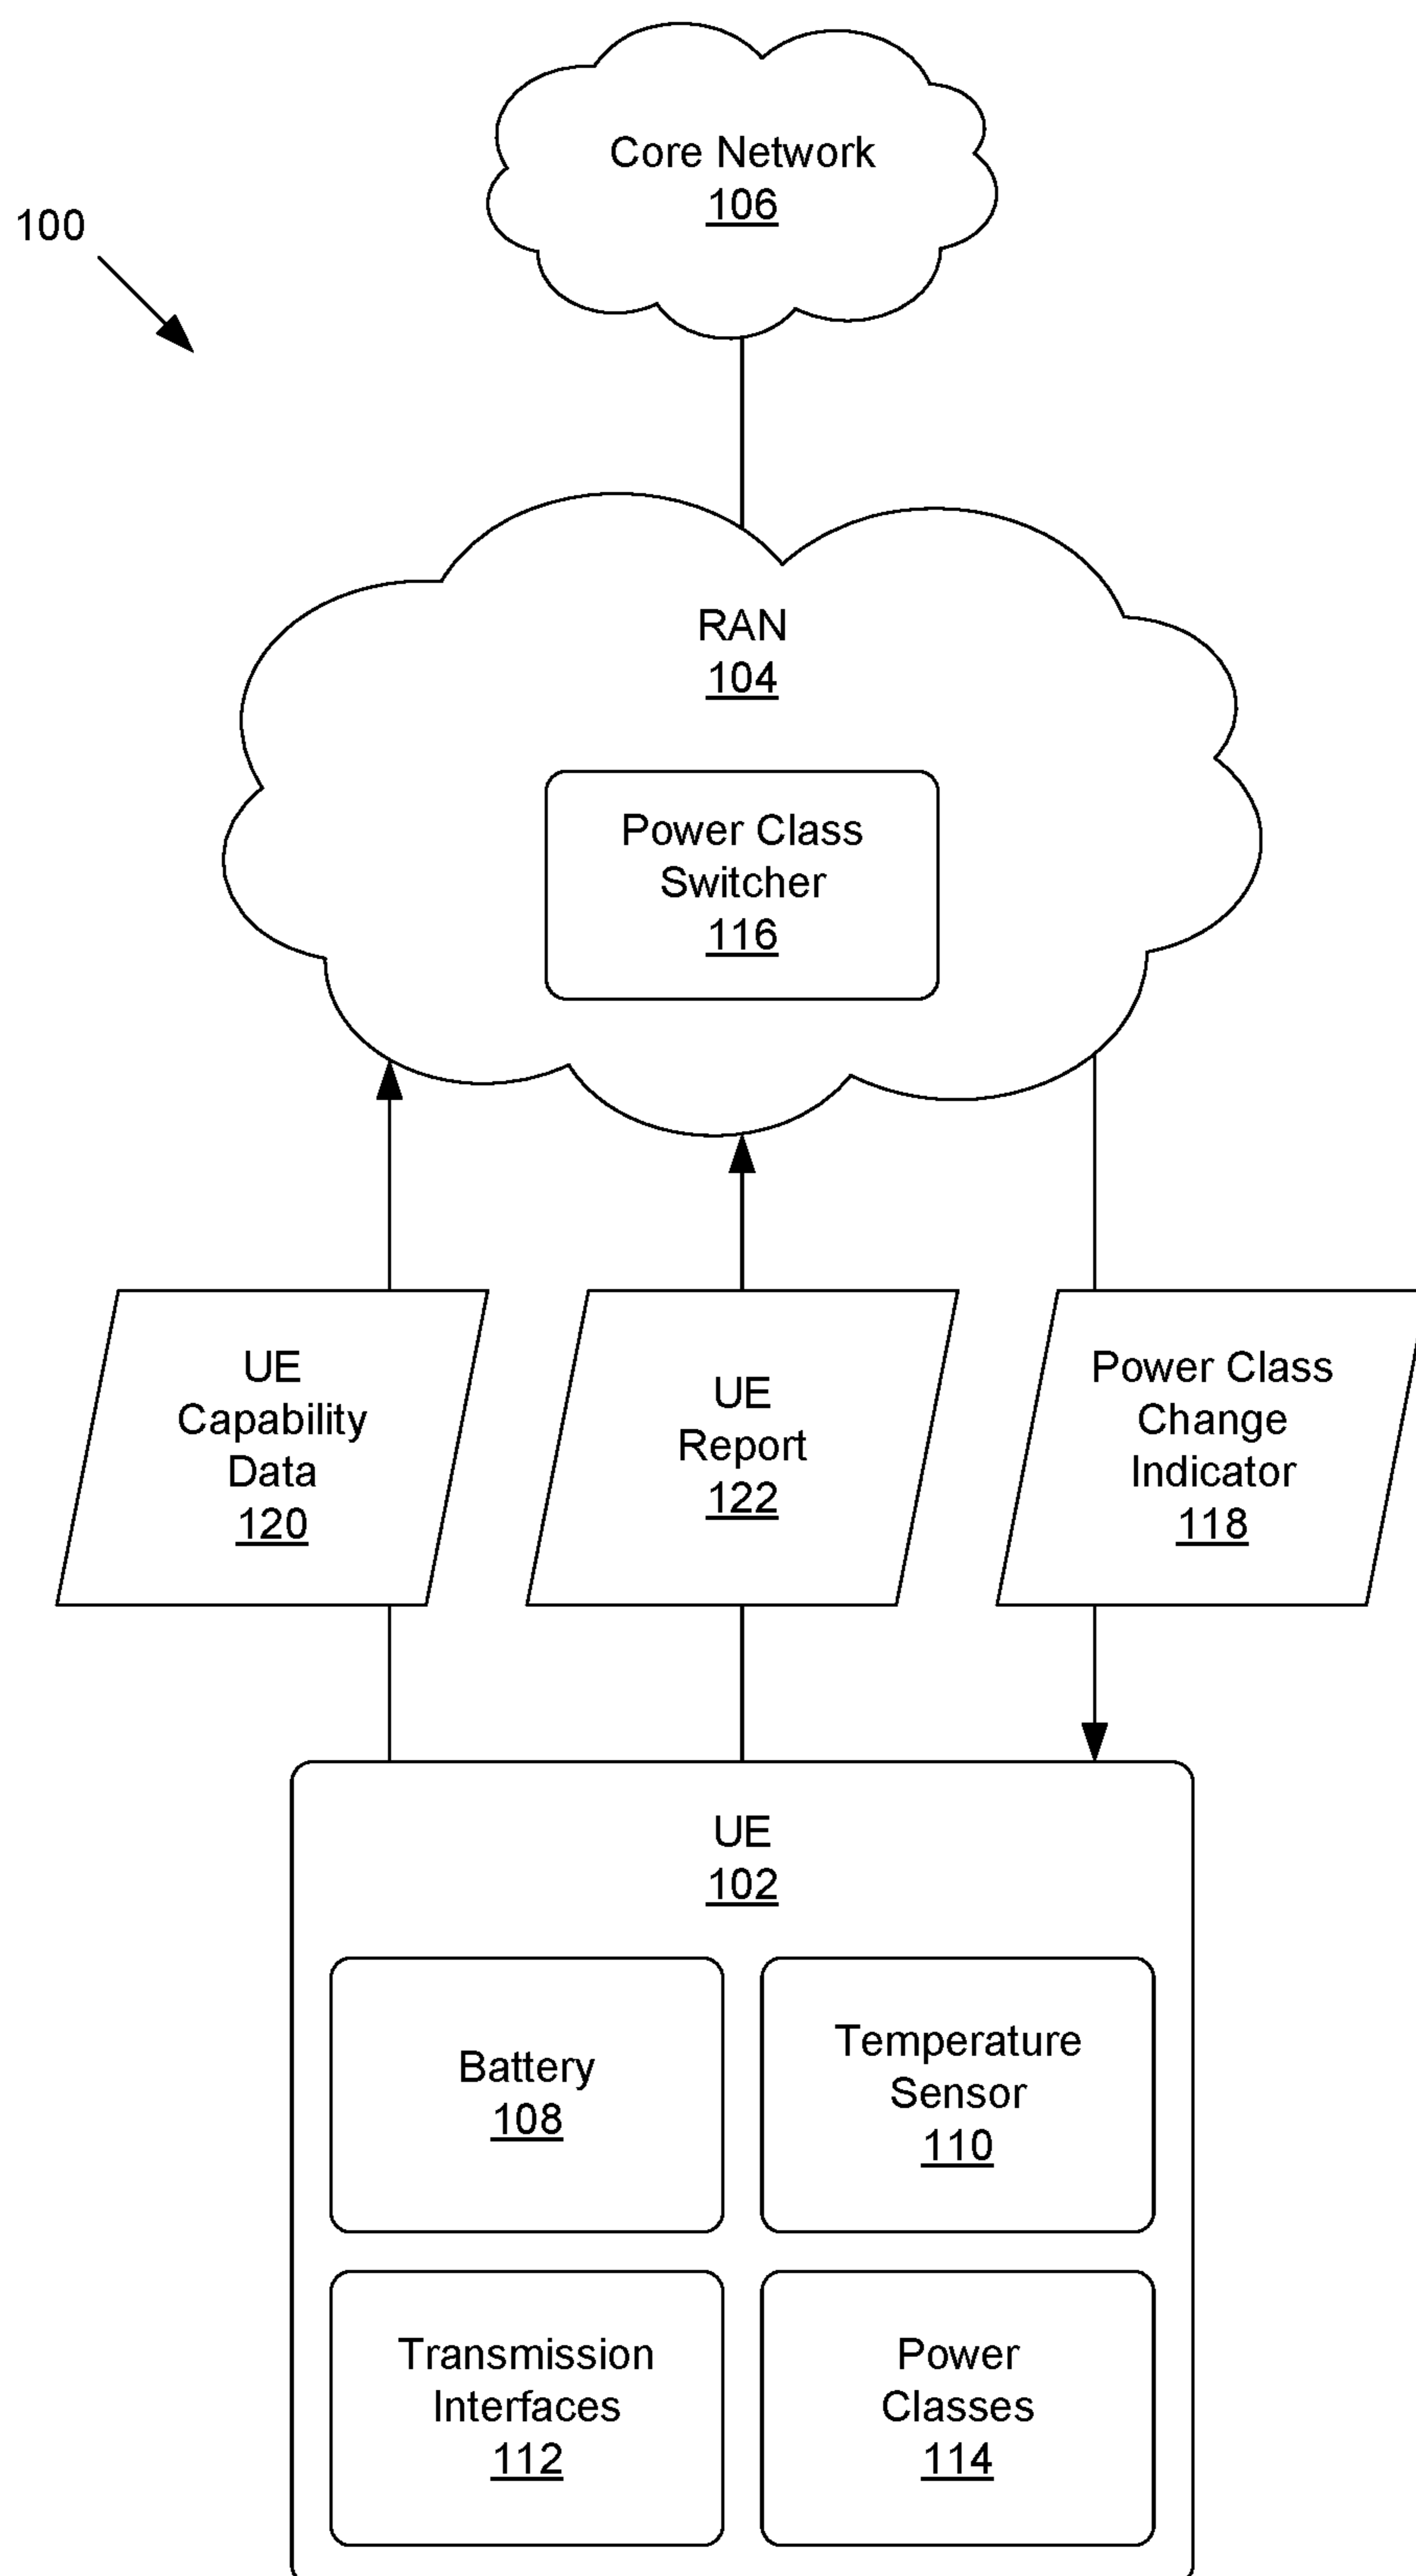 Core Network
106
100
RAN
104
Power Class
Switcher
116
UE
Capability
Data
120
UE
Report
122
Power Class
Change
Indicator
118
UE
102
Battery
108
Temperature
Sensor
110
Transmission
Interfaces
112
Power
Classes
114